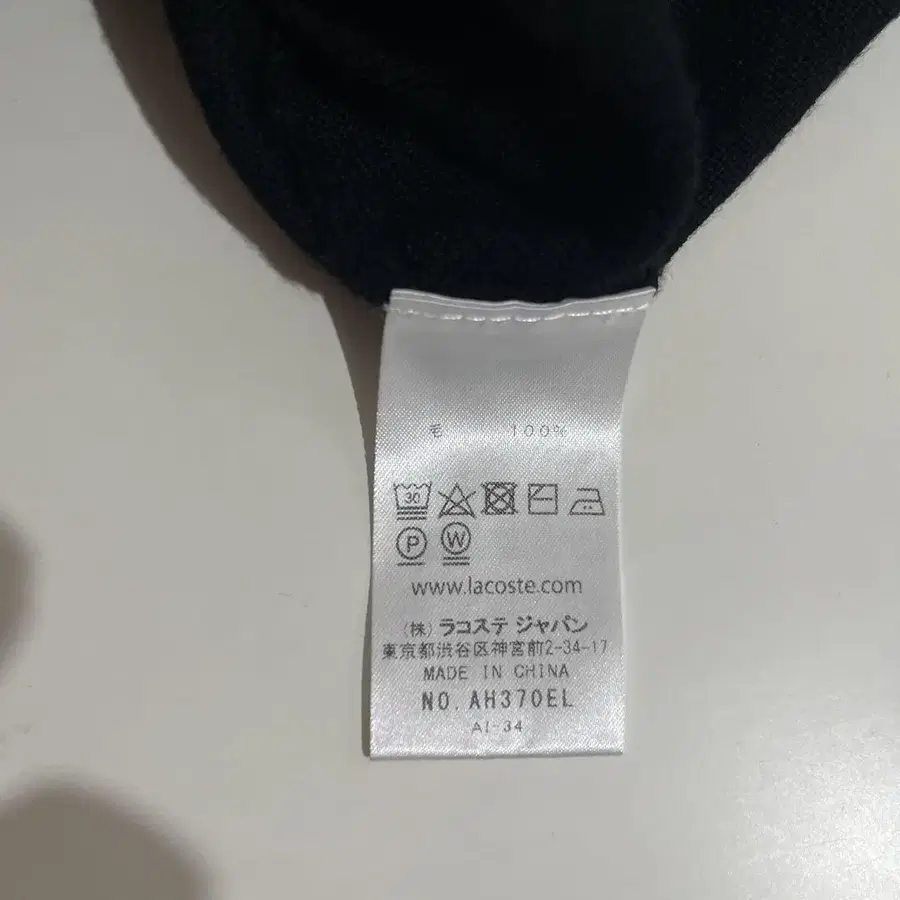 毛 100%
30
P W
www.lacoste.com
(株) ラコステ ジャパン
東京都渋谷区神宮前2-34-17
MADE IN CHINA
NO. AH370EL
AI-34